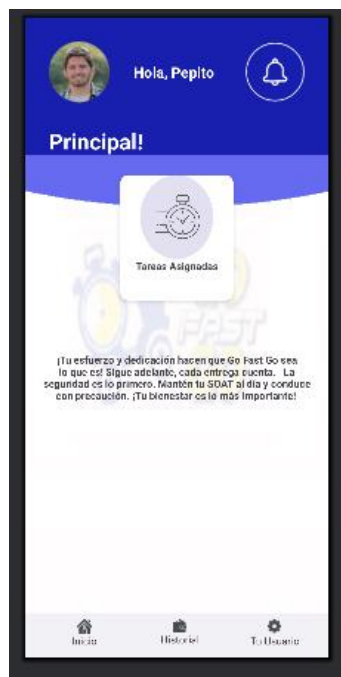 Hola, Pepito
Principal!
Tareas Asignadas
GO
FAST
¡Tu esfuerzo y dedicación hacen que Go Fast Go sea
lo que es! Sigue adelante, cada entrega cuenta. La
seguridad es lo primero. Mantén tu SOAT al día y conduce
con precaución. ¡Tu bienestar es lo más importante!
Inicio
Historial
Tu Usuario